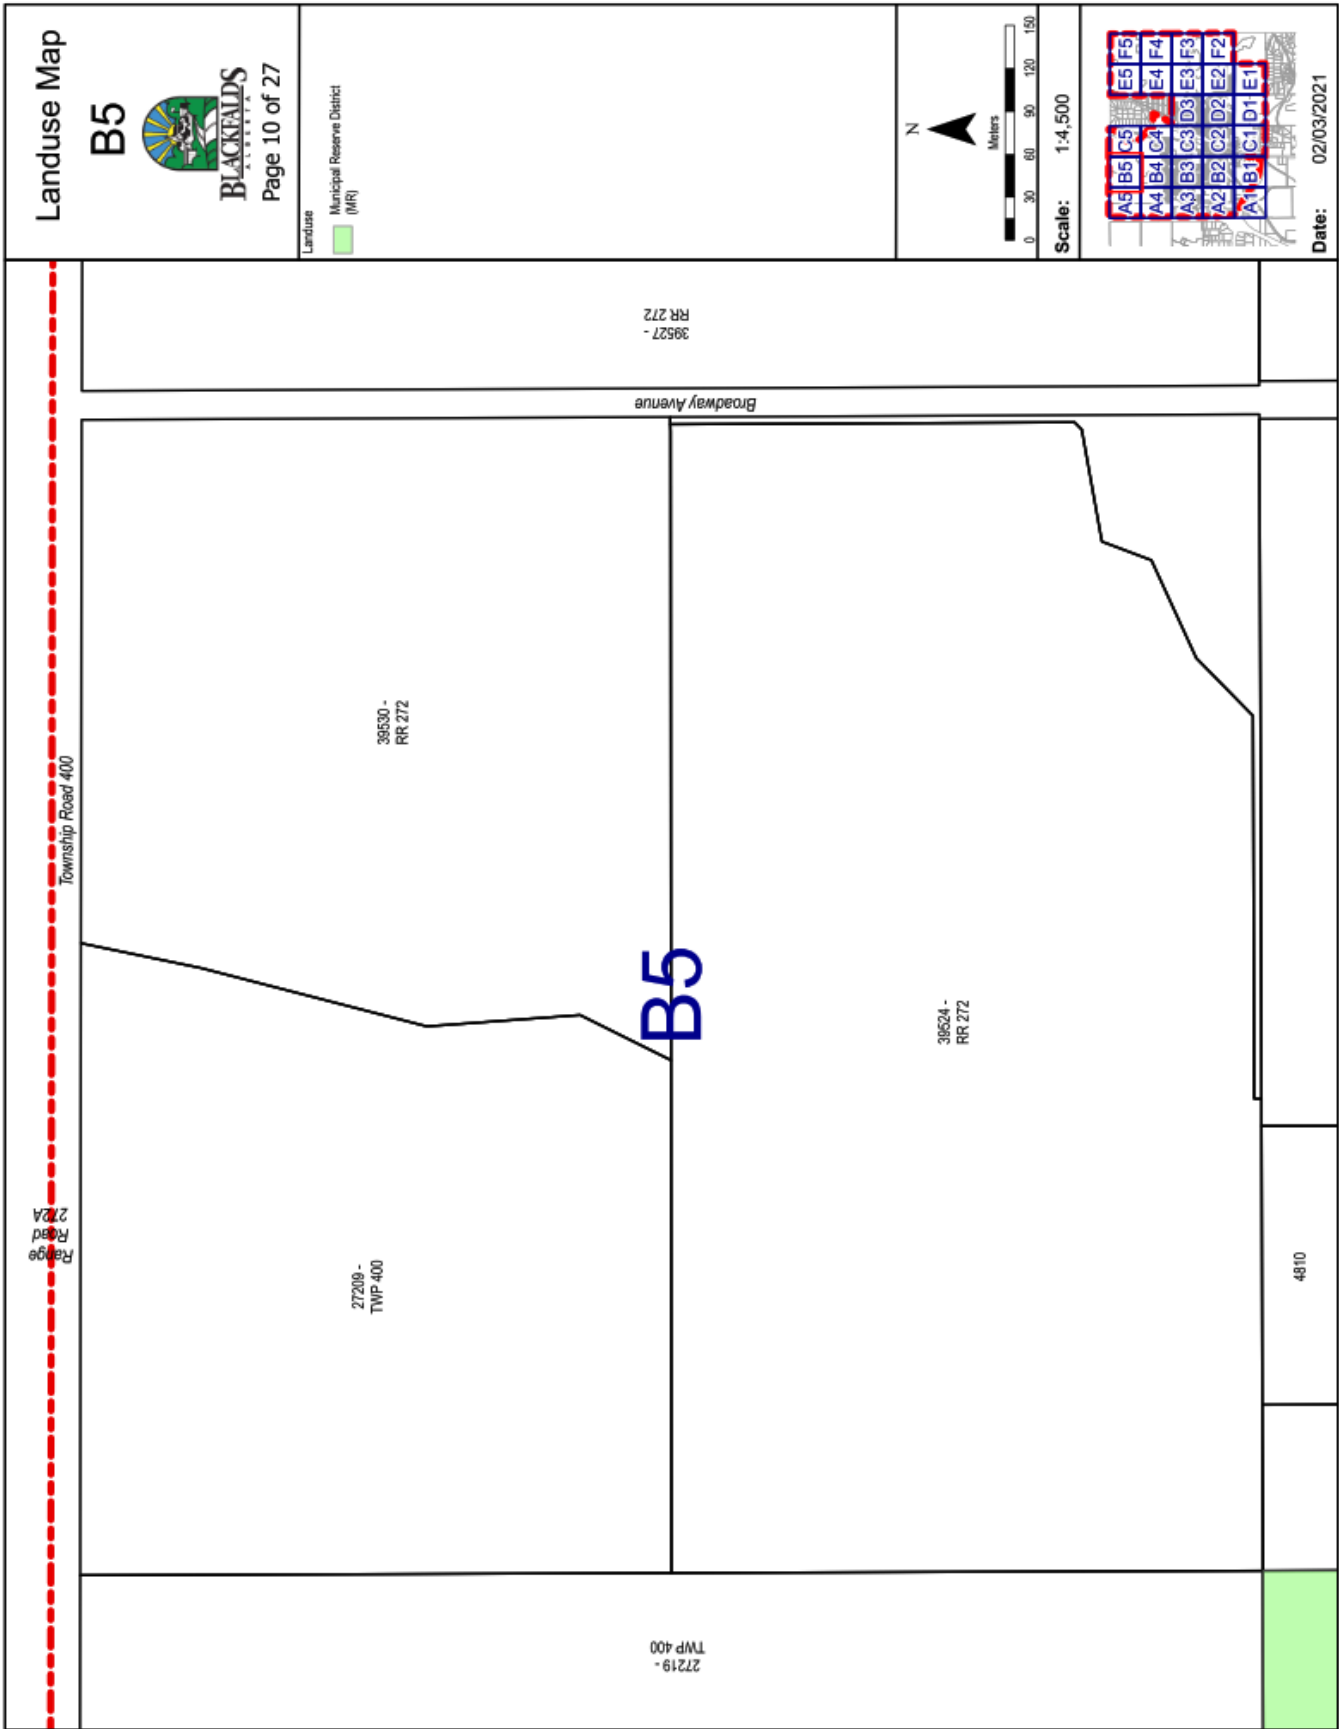 Landuse Map
B5
BLACKFALDS
ALBERTA
Page 10 of 27
Landuse
Municipal Reserve District
(MR)
N
Meters
0 30 60 90 120 150
Scale: 1:4,500
A5 B5 C5 E5 F5
A4 B4 C4 E4 F4
A3 B3 C3 D3 E3 F3
A2 B2 C2 D2 E2 F2
A1 B1 C1 D1 E1
Date: 02/03/2021
Range
Road
272A
Township Road 400
27209 -
TWP 400
39530 -
RR 272
27219 -
TWP 400
B5
Broadway Avenue
39527 -
RR 272
39524 -
RR 272
4810